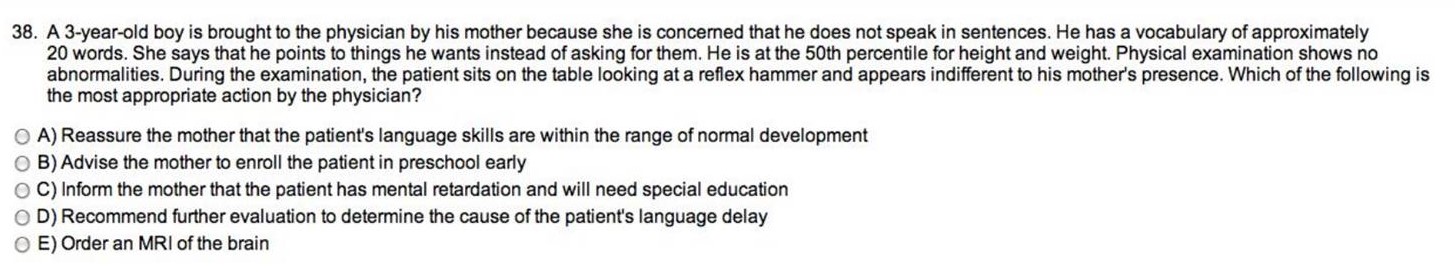 38. A 3-year-old boy is brought to the physician by his mother because she is concerned that he does not speak in sentences. He has a vocabulary of approximately
20 words. She says that he points to things he wants instead of asking for them. He is at the 50th percentile for height and weight. Physical examination shows no
abnormalities. During the examination, the patient sits on the table looking at a reflex hammer and appears indifferent to his mother's presence. Which of the following is
the most appropriate action by the physician?
A) Reassure the mother that the patient's language skills are within the range of normal development
B) Advise the mother to enroll the patient in preschool early
C) Inform the mother that the patient has mental retardation and will need special education
D) Recommend further evaluation to determine the cause of the patient's language delay
E) Order an MRI of the brain